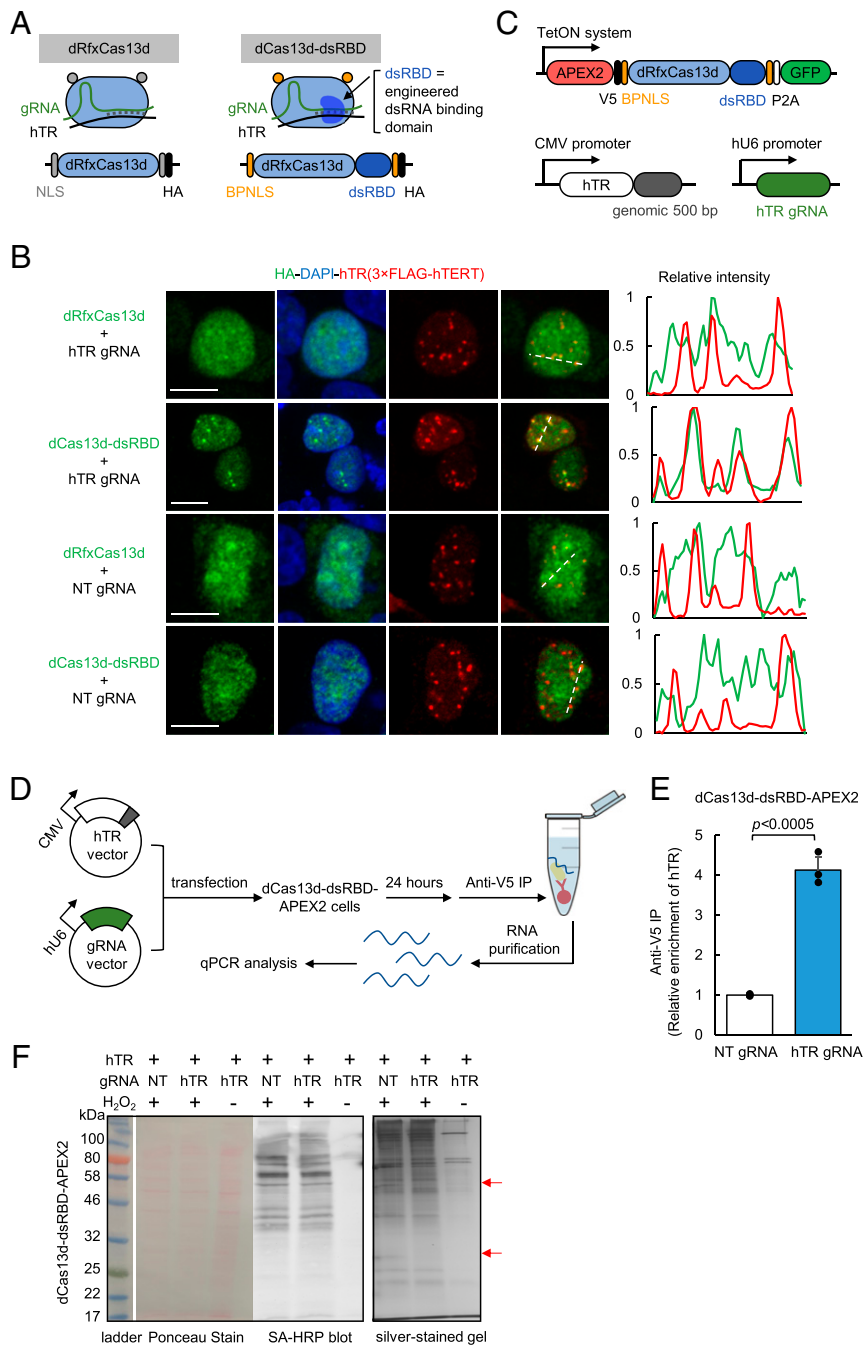 A
dRfxCas13d
dCas13d-dsRBD
gRNA
hTR
gRNA
hTR
dsRBD =
engineered
dsRNA binding
domain
dRfxCas13d
NLS
HA
dRfxCas13d
BPNLS
dsRBD
HA
C
TetON system
APEX2
dRfxCas13d
GFP
V5 BPNLS
dsRBD P2A
CMV promoter
hTR
genomic 500 bp
hU6 promoter
hTR gRNA
B
HA-DAPI-hTR(3×FLAG-hTERT)
Relative intensity
dRfxCas13d
+
hTR gRNA
1
0.5
0
dCas13d-dsRBD
+
hTR gRNA
1
0.5
0
dRfxCas13d
+
NT gRNA
1
0.5
0
dCas13d-dsRBD
+
NT gRNA
1
0.5
0
D
CMV
hTR
vector
hU6
gRNA
vector
transfection
dCas13d-dsRBD-
APEX2 cells
24 hours
Anti-V5 IP
RNA
purification
qPCR analysis
E
dCas13d-dsRBD-APEX2
p<0.0005
Anti-V5 IP
(Relative enrichment of hTR)
5
4
3
2
1
0
NT gRNA
hTR gRNA
F
hTR + + + + + + + + +
gRNA NT hTR hTR NT hTR hTR NT hTR hTR
H₂O₂ + + - + + - + + -
kDa
100
80
58
46
32
25
22
17
dCas13d-dsRBD-APEX2
ladder Ponceau Stain SA-HRP blot silver-stained gel